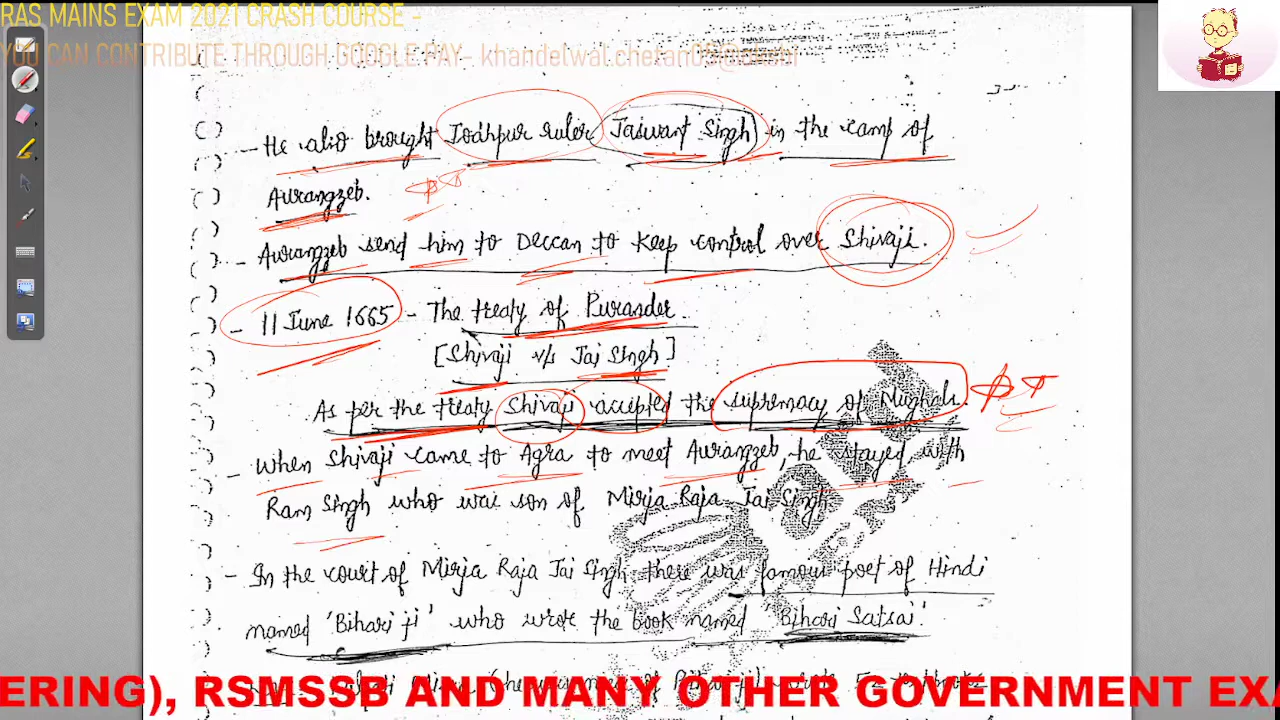 RAS MAINS EXAM 2021 CRASH COURSE -
YOU CAN CONTRIBUTE THROUGH GOOGLE PAY- khandelwal.chetan05@
- He also brought Jodhpur ruler Jaswant Singh in the camp of
Aurangzeb.
- Aurangzeb send him to Deccan to keep control over Shivaji.
- 11 June 1665 - The treaty of Purander.
[Shivaji v/s Jai Singh]
As per the treaty Shivaji accepted the supremacy of Mughals.
- When Shivaji came to Agra to meet Aurangzeb, he stayed with
Ram Singh who was son of Mirja Raja Jai Singh
- In the court of Mirja Raja Jai Singh there was famous poet of Hindi
named 'Bihari ji' who wrote the book named 'Bihari Satsai'.
ERING), RSMSSB AND MANY OTHER GOVERNMENT EXA